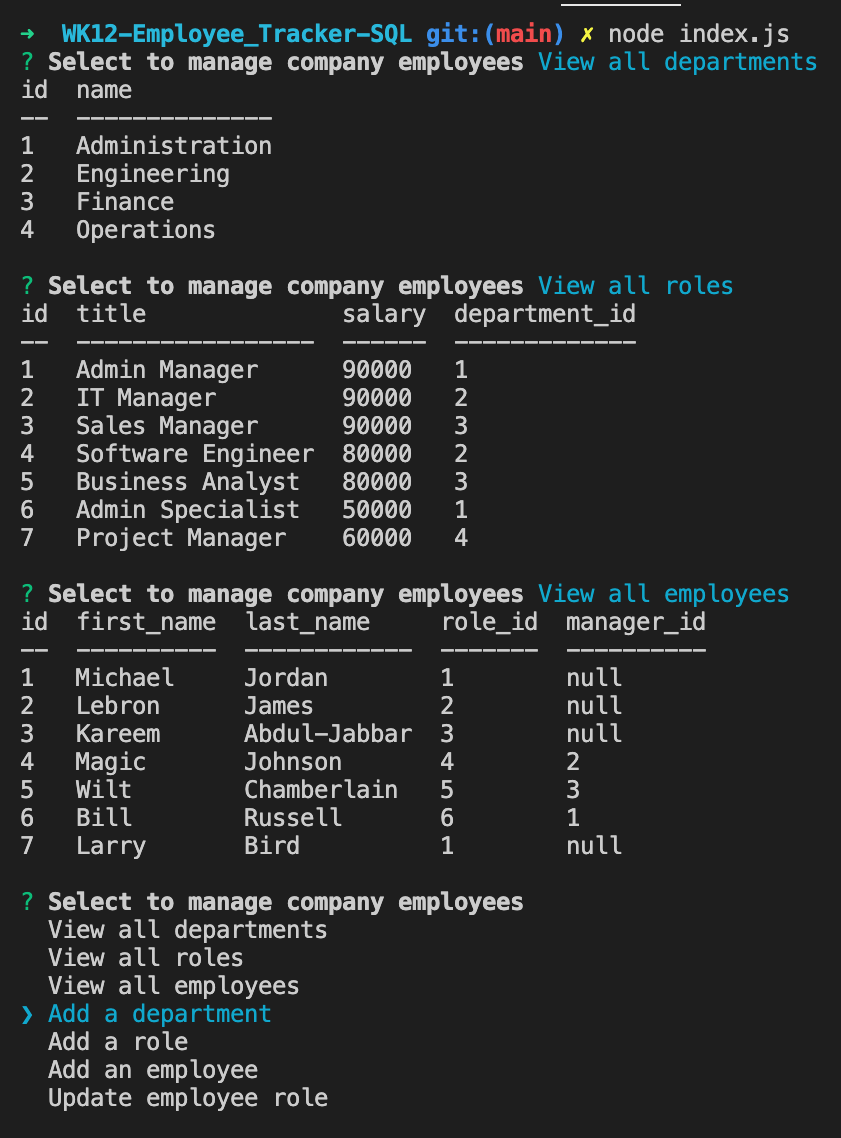 ➜  WK12-Employee_Tracker-SQL git:(main) ✗ node index.js
? Select to manage company employees View all departments
id  name
--  --------------
1   Administration
2   Engineering
3   Finance
4   Operations
? Select to manage company employees View all roles
id  title              salary  department_id
--  -----------------  ------  -------------
1   Admin Manager      90000   1
2   IT Manager         90000   2
3   Sales Manager      90000   3
4   Software Engineer  80000   2
5   Business Analyst   80000   3
6   Admin Specialist   50000   1
7   Project Manager    60000   4
? Select to manage company employees View all employees
id  first_name  last_name     role_id  manager_id
--  ----------  ------------  -------  ----------
1   Michael     Jordan        1        null
2   Lebron      James         2        null
3   Kareem      Abdul-Jabbar  3        null
4   Magic       Johnson       4        2
5   Wilt        Chamberlain   5        3
6   Bill        Russell       6        1
7   Larry       Bird          1        null
? Select to manage company employees
  View all departments
  View all roles
  View all employees
❯ Add a department
  Add a role
  Add an employee
  Update employee role